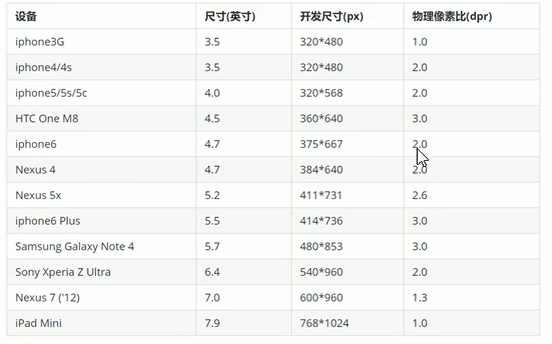 设备 尺寸(英寸) 开发尺寸(px) 物理像素比(dpr)
iphone3G 3.5 320*480 1.0
iphone4/4s 3.5 320*480 2.0
iphone5/5s/5c 4.0 320*568 2.0
HTC One M8 4.5 360*640 3.0
iphone6 4.7 375*667 2.0
Nexus 4 4.7 384*640 2.0
Nexus 5x 5.2 411*731 2.6
iphone6 Plus 5.5 414*736 3.0
Samsung Galaxy Note 4 5.7 480*853 3.0
Sony Xperia Z Ultra 6.4 540*960 2.0
Nexus 7 ('12) 7.0 600*960 1.3
iPad Mini 7.9 768*1024 1.0